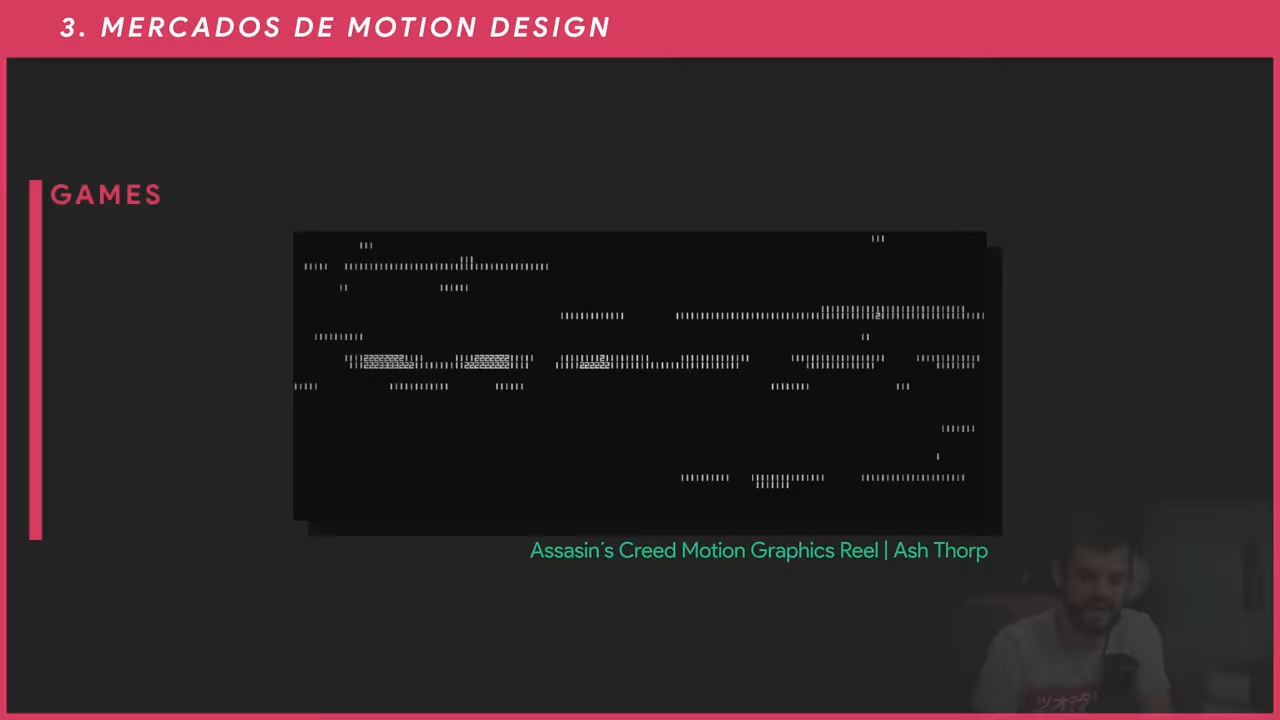 3. MERCADOS DE MOTION DESIGN
GAMES
Assasin´s Creed Motion Graphics Reel | Ash Thorp